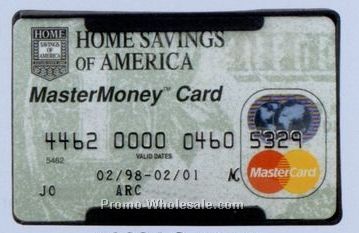 HOME
SAVINGS
OF AMERICA
HOME SAVINGS
OF AMERICA
MasterMoney™ Card
4462 0000 0460 5329
5462
VALID DATES
02/98-02/01
MasterCard
JO ARC
Promo-Wholesale.com